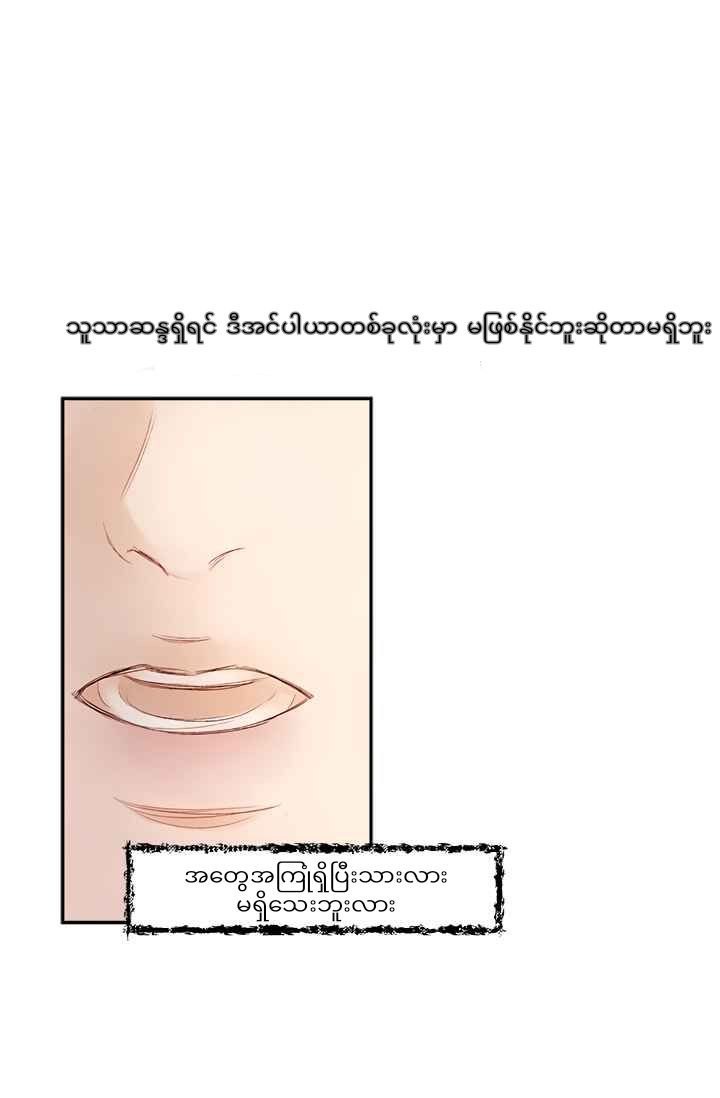 သူသာဆန္ဒရှိရင် ဒီအင်ပါယာတစ်ခုလုံးမှာ မဖြစ်နိုင်ဘူးဆိုတာမရှိဘူး
အတွေအကြုံရှိပြီးသားလား
မရှိသေးဘူးလား